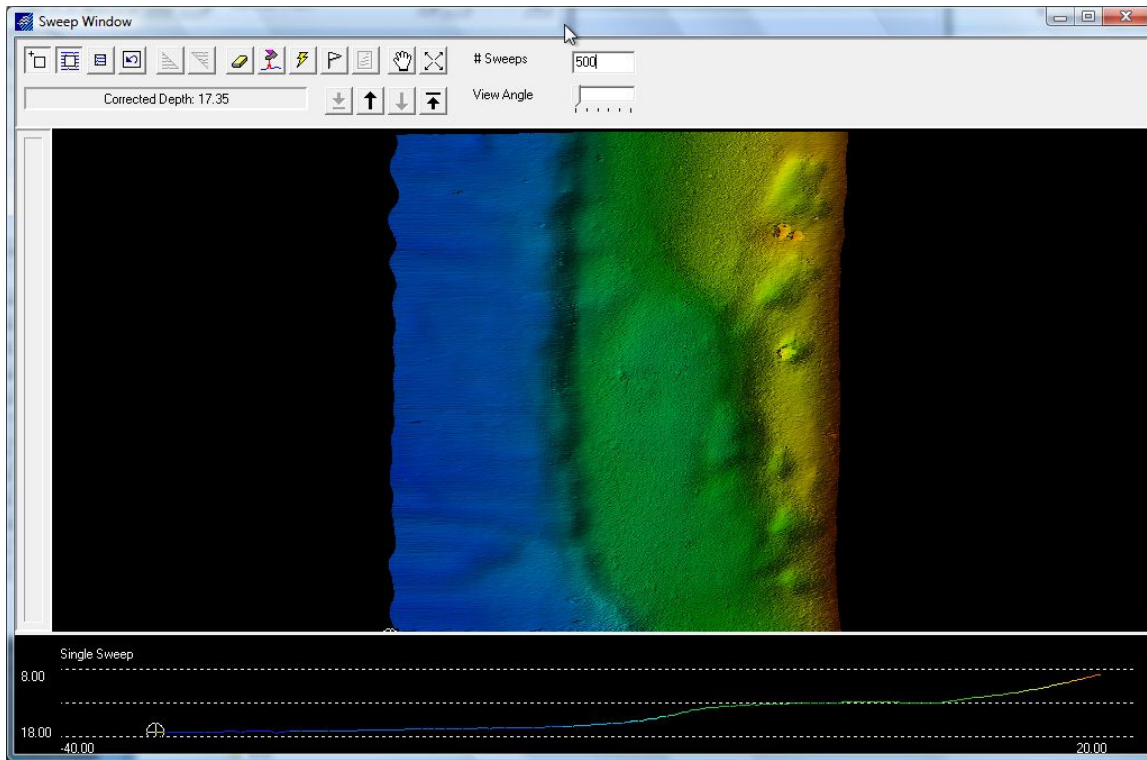 Sweep Window
# Sweeps 500
Corrected Depth: 17.35
View Angle
Single Sweep
8.00
18.00
-40.00 20.00